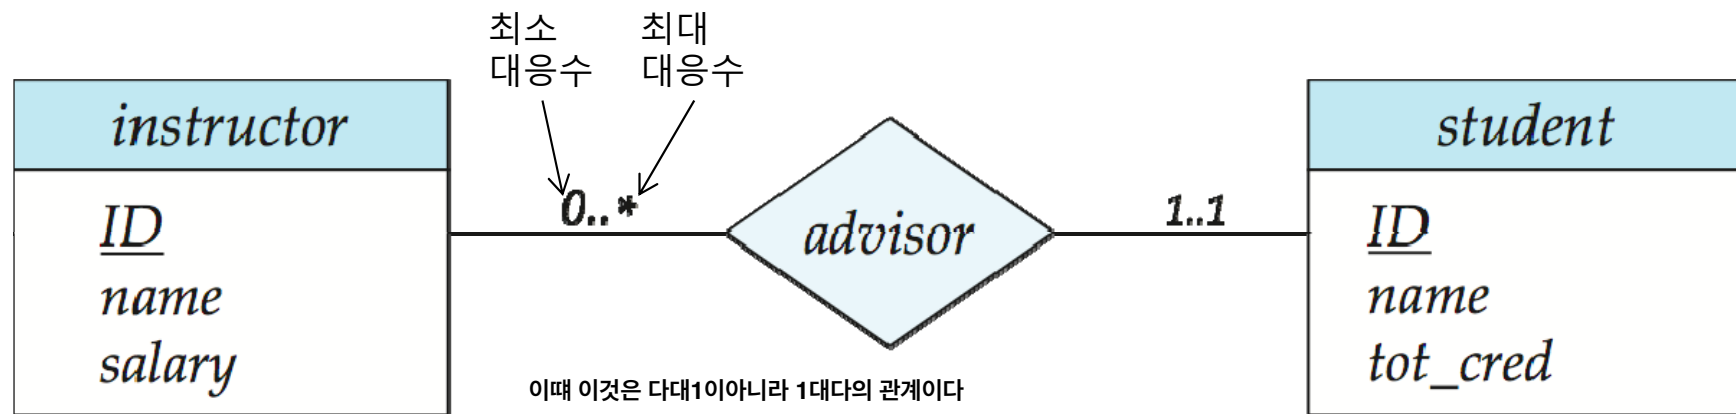 최소 최대
대응수 대응수
instructor
student
0..*
advisor
1..1
ID
name
salary
ID
name
tot_cred
이떄 이것은 다대1이아니라 1대다의 관계이다